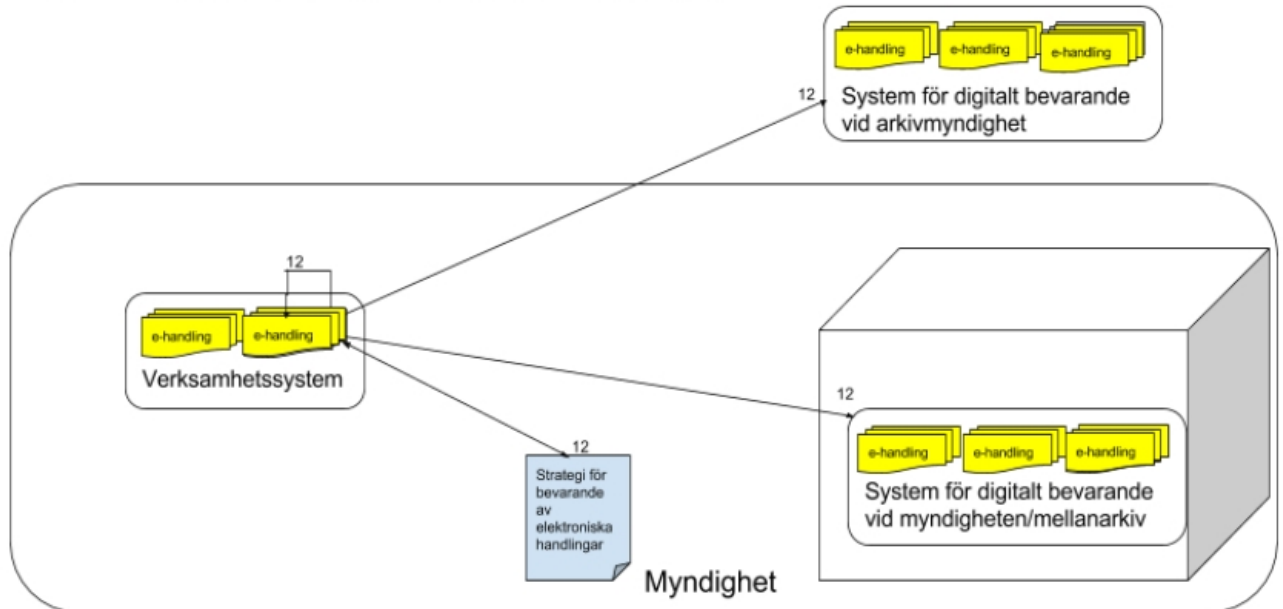 e-handling e-handling e-handling
System för digitalt bevarande
vid arkivmyndighet
12
12
e-handling e-handling
Verksamhetssystem
12
Strategi för
bevarande
av
elektroniska
handlingar
12
e-handling e-handling e-handling
System för digitalt bevarande
vid myndigheten/mellanarkiv
Myndighet